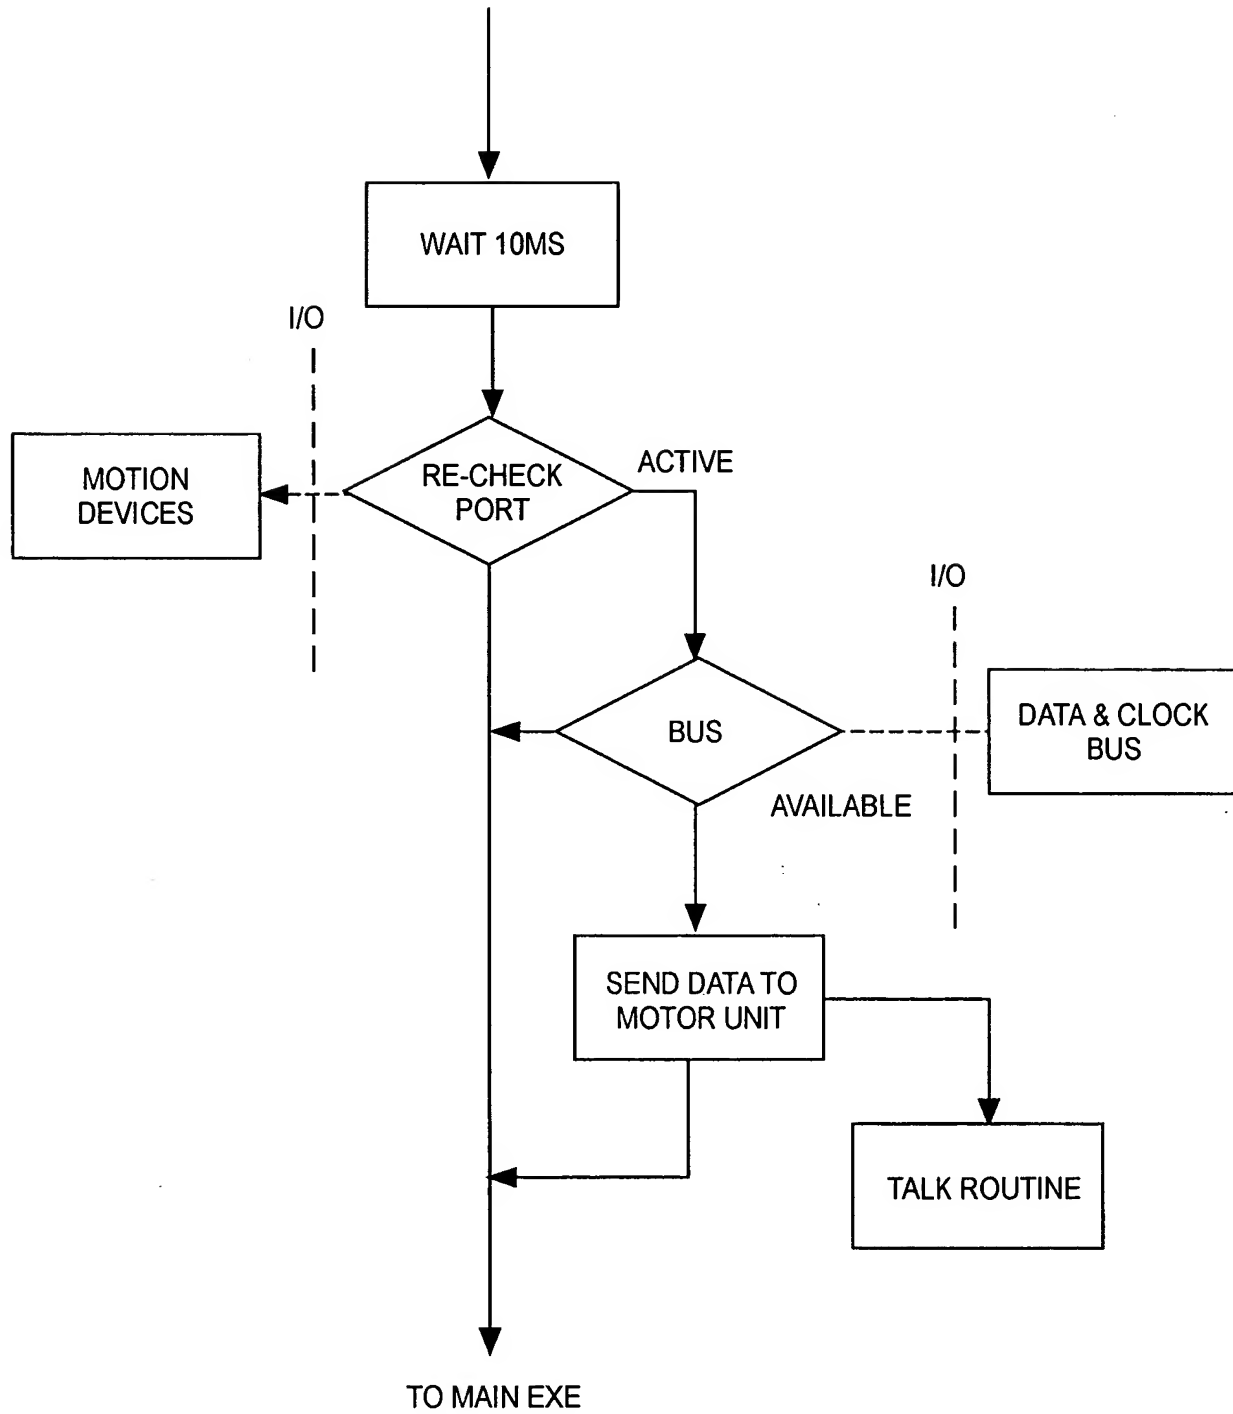 WAIT 10MS
I/O
MOTION
DEVICES
RE-CHECK
PORT
ACTIVE
I/O
BUS
DATA & CLOCK
BUS
AVAILABLE
SEND DATA TO
MOTOR UNIT
TALK ROUTINE
TO MAIN EXE